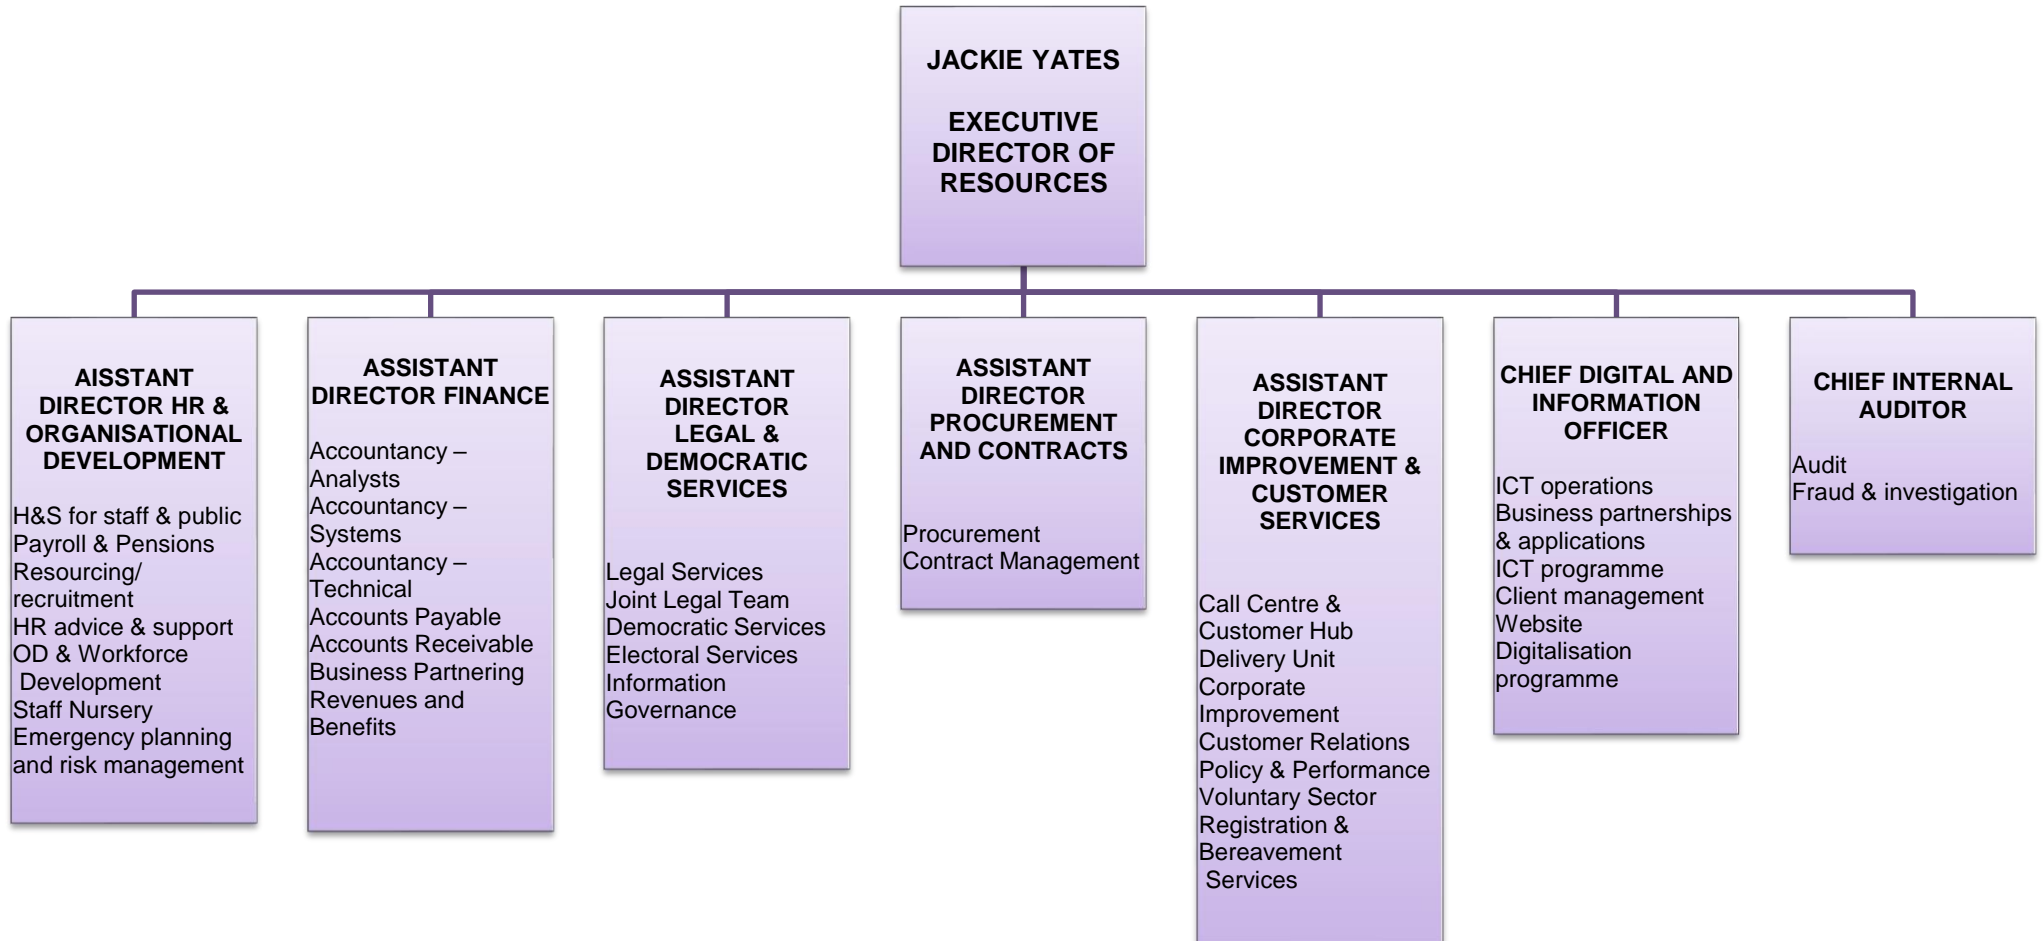 JACKIE YATES
EXECUTIVE
DIRECTOR OF
RESOURCES
AISSTANT
DIRECTOR HR &
ORGANISATIONAL
DEVELOPMENT
H&S for staff & public
Payroll & Pensions
Resourcing/
recruitment
HR advice & support
OD & Workforce
Development
Staff Nursery
Emergency planning
and risk management
ASSISTANT
DIRECTOR FINANCE
Accountancy –
Analysts
Accountancy –
Systems
Accountancy –
Technical
Accounts Payable
Accounts Receivable
Business Partnering
Revenues and
Benefits
ASSISTANT
DIRECTOR
LEGAL &
DEMOCRATIC
SERVICES
Legal Services
Joint Legal Team
Democratic Services
Electoral Services
Information
Governance
ASSISTANT
DIRECTOR
PROCUREMENT
AND CONTRACTS
Procurement
Contract Management
ASSISTANT
DIRECTOR
CORPORATE
IMPROVEMENT &
CUSTOMER
SERVICES
Call Centre &
Customer Hub
Delivery Unit
Corporate
Improvement
Customer Relations
Policy & Performance
Voluntary Sector
Registration &
Bereavement
Services
CHIEF DIGITAL AND
INFORMATION
OFFICER
ICT operations
Business partnerships
& applications
ICT programme
Client management
Website
Digitalisation
programme
CHIEF INTERNAL
AUDITOR
Audit
Fraud & investigation